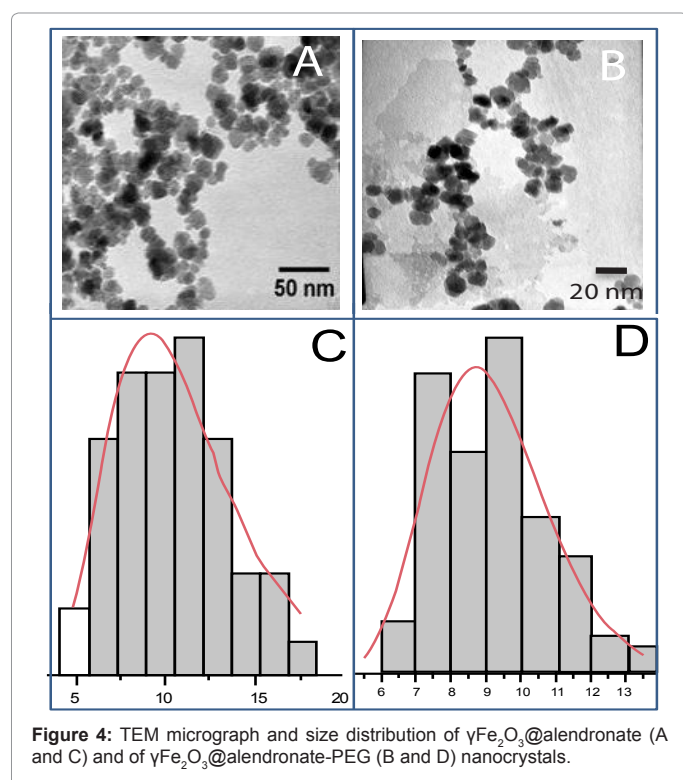 A
B
50 nm
20 nm
C
D
5 10 15 20
6 7 8 9 10 11 12 13
Figure 4: TEM micrograph and size distribution of γFe₂O₃@alendronate (A
and C) and of γFe₂O₃@alendronate-PEG (B and D) nanocrystals.